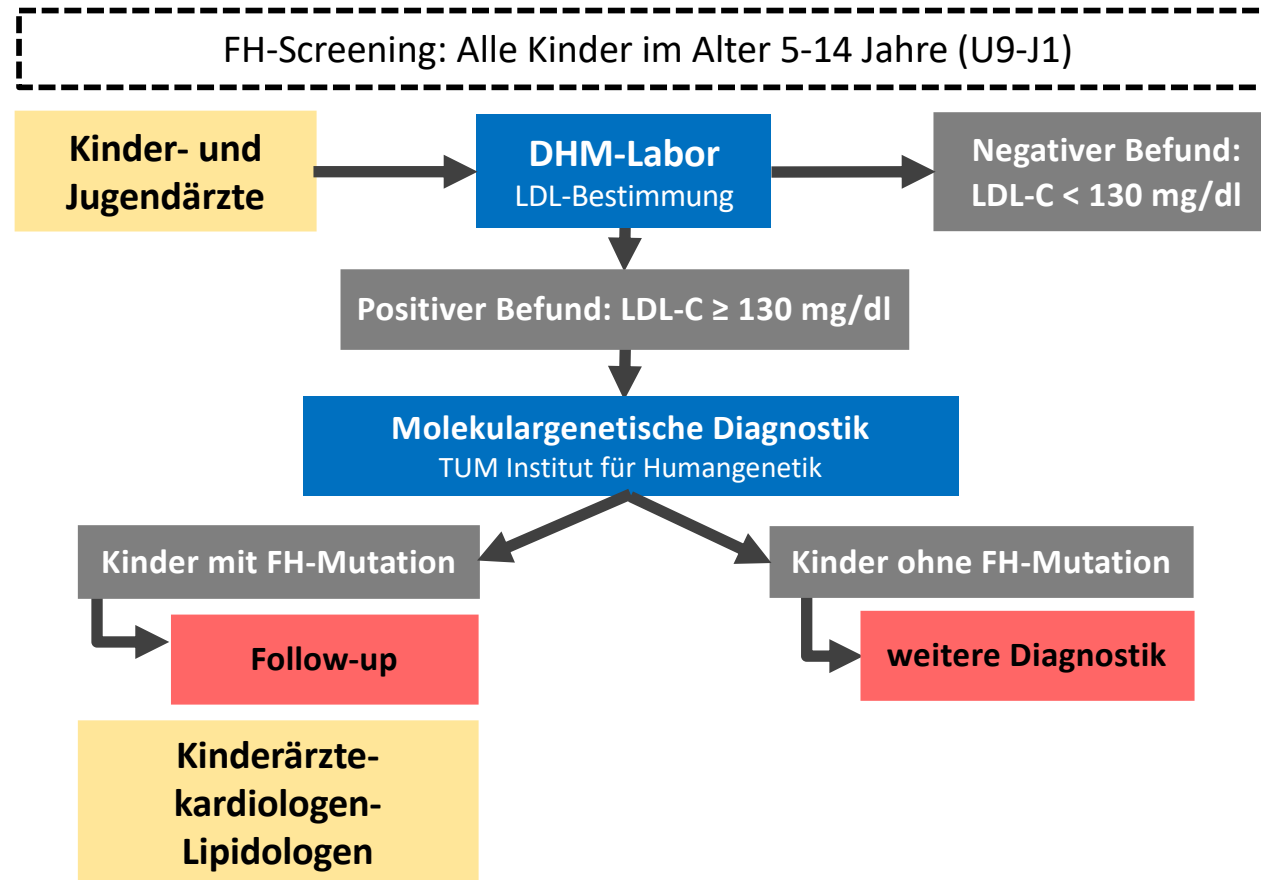 FH-Screening: Alle Kinder im Alter 5-14 Jahre (U9-J1)
Kinder- und
Jugendärzte
DHM-Labor
LDL-Bestimmung
Negativer Befund:
LDL-C < 130 mg/dl
Positiver Befund: LDL-C ≥ 130 mg/dl
Molekulargenetische Diagnostik
TUM Institut für Humangenetik
Kinder mit FH-Mutation
Kinder ohne FH-Mutation
Follow-up
weitere Diagnostik
Kinderärzte-
kardiologen-
Lipidologen